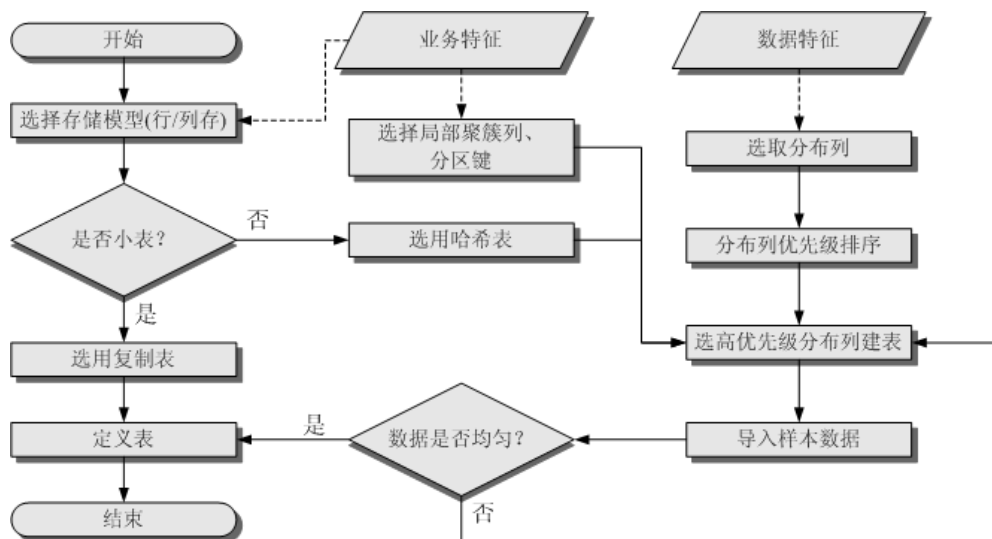 开始
业务特征
数据特征
选择存储模型(行/列存)
选择局部聚簇列、
分区键
选取分布列
是否小表?
否
选用哈希表
分布列优先级排序
是
选用复制表
选高优先级分布列建表
定义表
是
数据是否均匀?
导入样本数据
否
结束